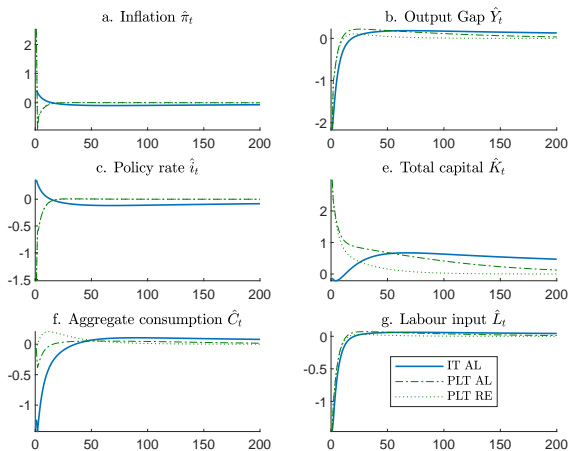 a. Inflation π̂ₜ
b. Output Gap Ŷₜ
2
1
0
0
-1
-2
0 50 100 150 200
0 50 100 150 200
c. Policy rate îₜ
e. Total capital K̂ₜ
0
-0.5
-1
-1.5
2
1
0
0 50 100 150 200
0 50 100 150 200
f. Aggregate consumption Ĉₜ
g. Labour input L̂ₜ
0
-0.5
-1
0
-0.5
-1
IT AL
PLT AL
PLT RE
0 50 100 150 200
0 50 100 150 200